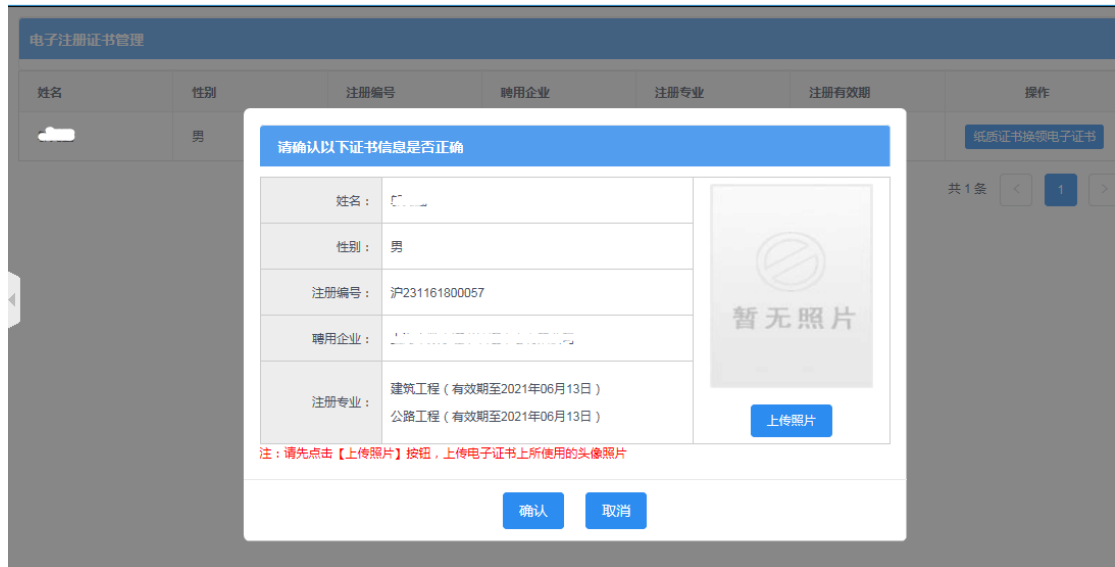 电子注册证书管理
姓名 性别 注册编号 聘用企业 注册专业 注册有效期 操作
男 纸质证书换领电子证书
共1条 < 1 >
请确认以下证书信息是否正确
姓名：
性别： 男
注册编号： 沪231161800057
聘用企业：
注册专业： 建筑工程（有效期至2021年06月13日）
公路工程（有效期至2021年06月13日）
暂无照片
上传照片
注：请先点击【上传照片】按钮，上传电子证书上所使用的头像照片
确认 取消